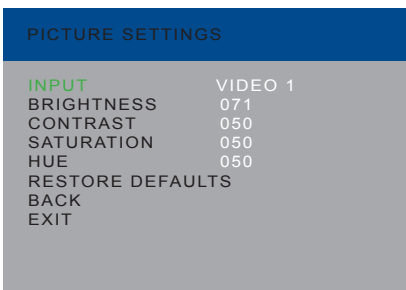 PICTURE SETTINGS
INPUT VIDEO 1
BRIGHTNESS 071
CONTRAST 050
SATURATION 050
HUE 050
RESTORE DEFAULTS
BACK
EXIT